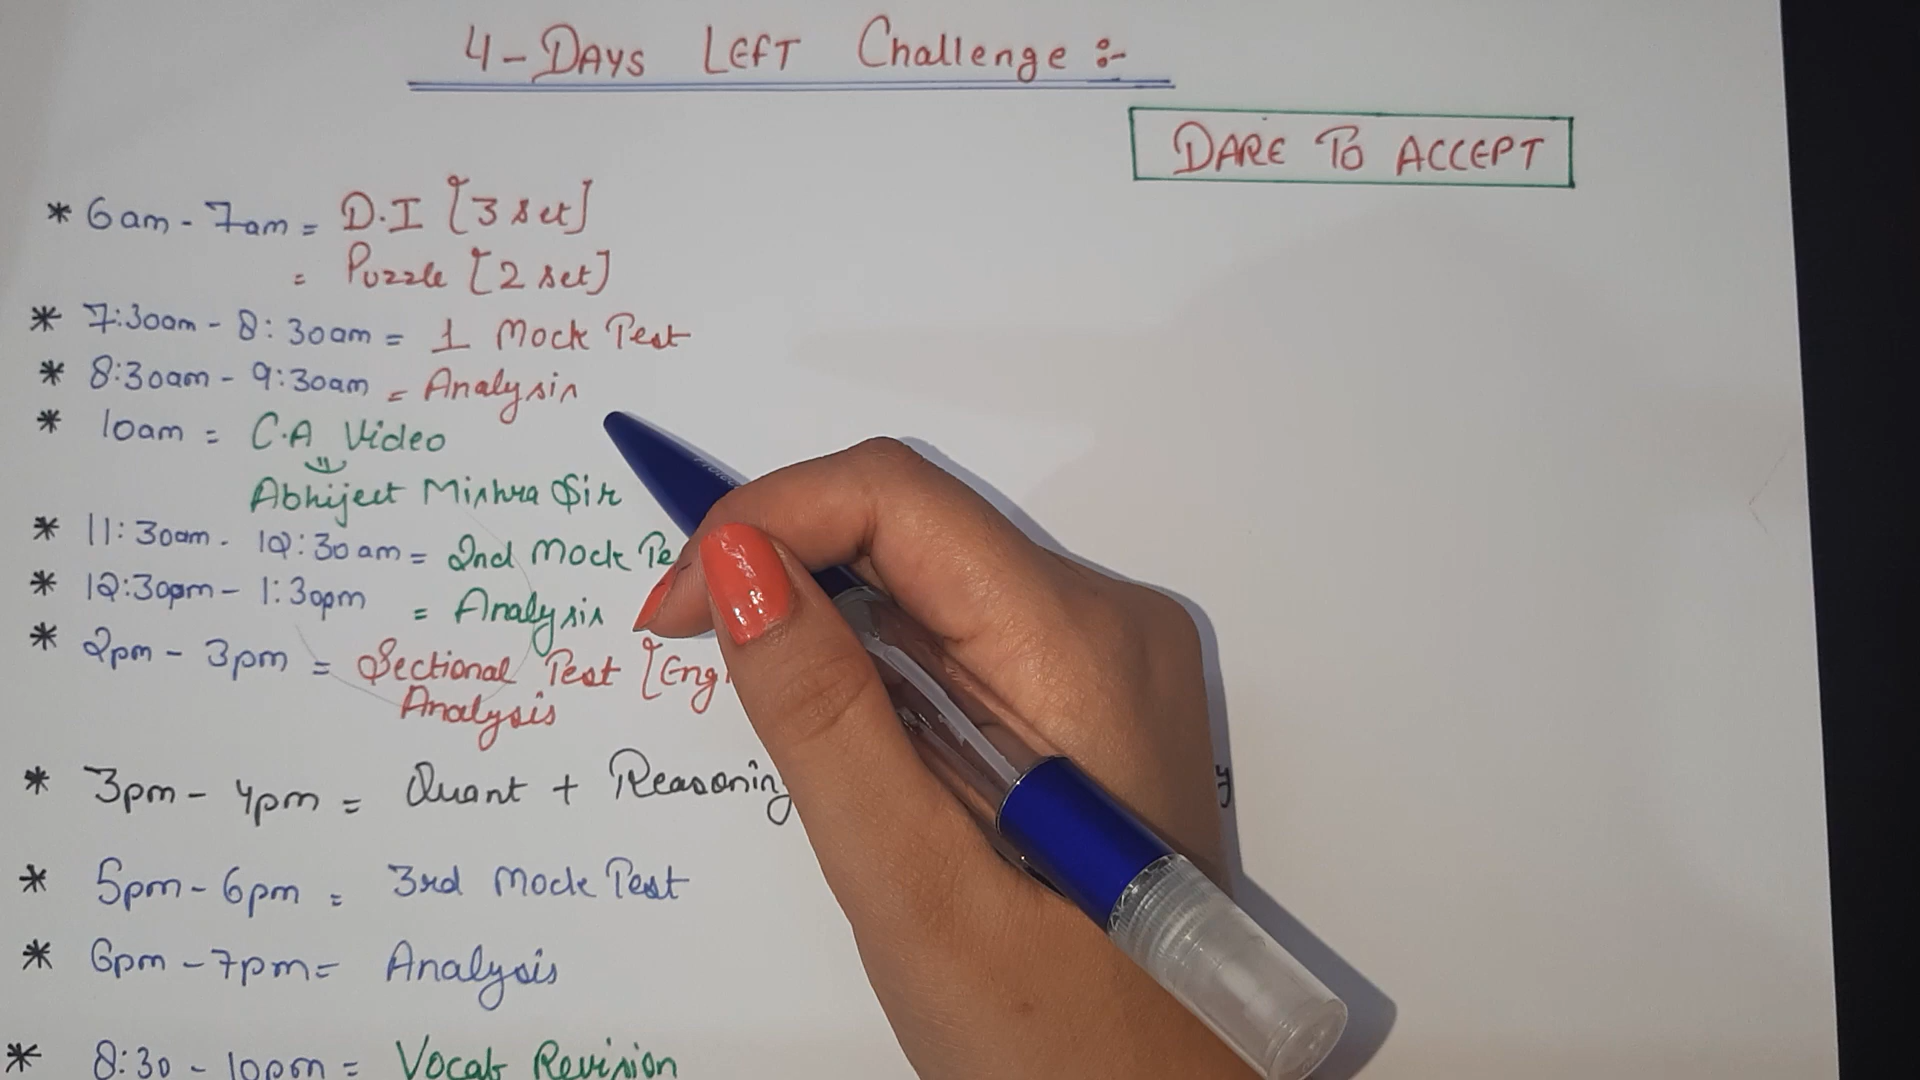 4-DAYS LEFT Challenge :-
DARE TO ACCEPT
* 6am - 7am = D.I [3 set]
= Puzzle [2 set]
* 7:30am - 8:30am = 1 Mock Test
* 8:30am - 9:30am = Analysis
* 10am = C.A Video
Abhijeet Mishra Sir
* 11:30am - 12:30am = 2nd Mock Te
* 12:30pm - 1:30pm = Analysis
* 2pm - 3pm = Sectional Test [Eng
Analysis
* 3pm - 4pm = Quant + Reasoning
* 5pm - 6pm = 3rd Mock Test
* 6pm - 7pm = Analysis
* 8:30 - 10pm = Vocab Revision